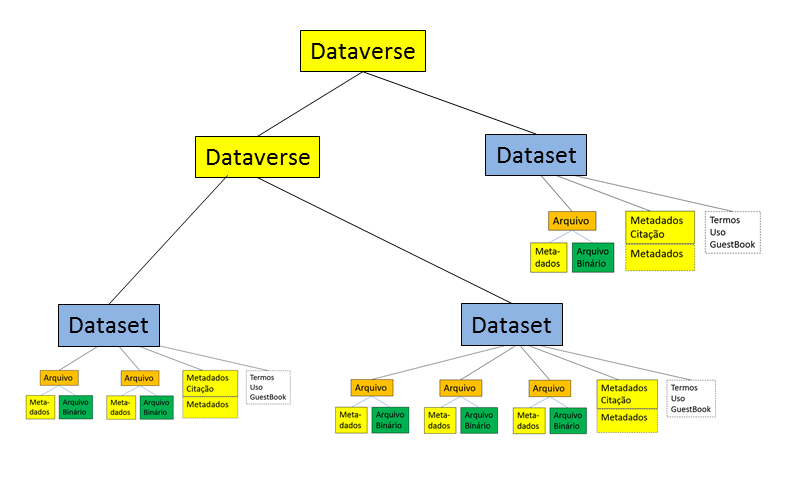 Dataverse
Dataverse
Dataset
Arquivo
Meta-
dados
Arquivo
Binário
Metadados
Citação
Metadados
Termos
Uso
GuestBook
Dataset
Arquivo
Meta-
dados
Arquivo
Binário
Arquivo
Meta-
dados
Arquivo
Binário
Metadados
Citação
Metadados
Termos
Uso
GuestBook
Dataset
Arquivo
Meta-
dados
Arquivo
Binário
Arquivo
Meta-
dados
Arquivo
Binário
Arquivo
Meta-
dados
Arquivo
Binário
Metadados
Citação
Metadados
Termos
Uso
GuestBook